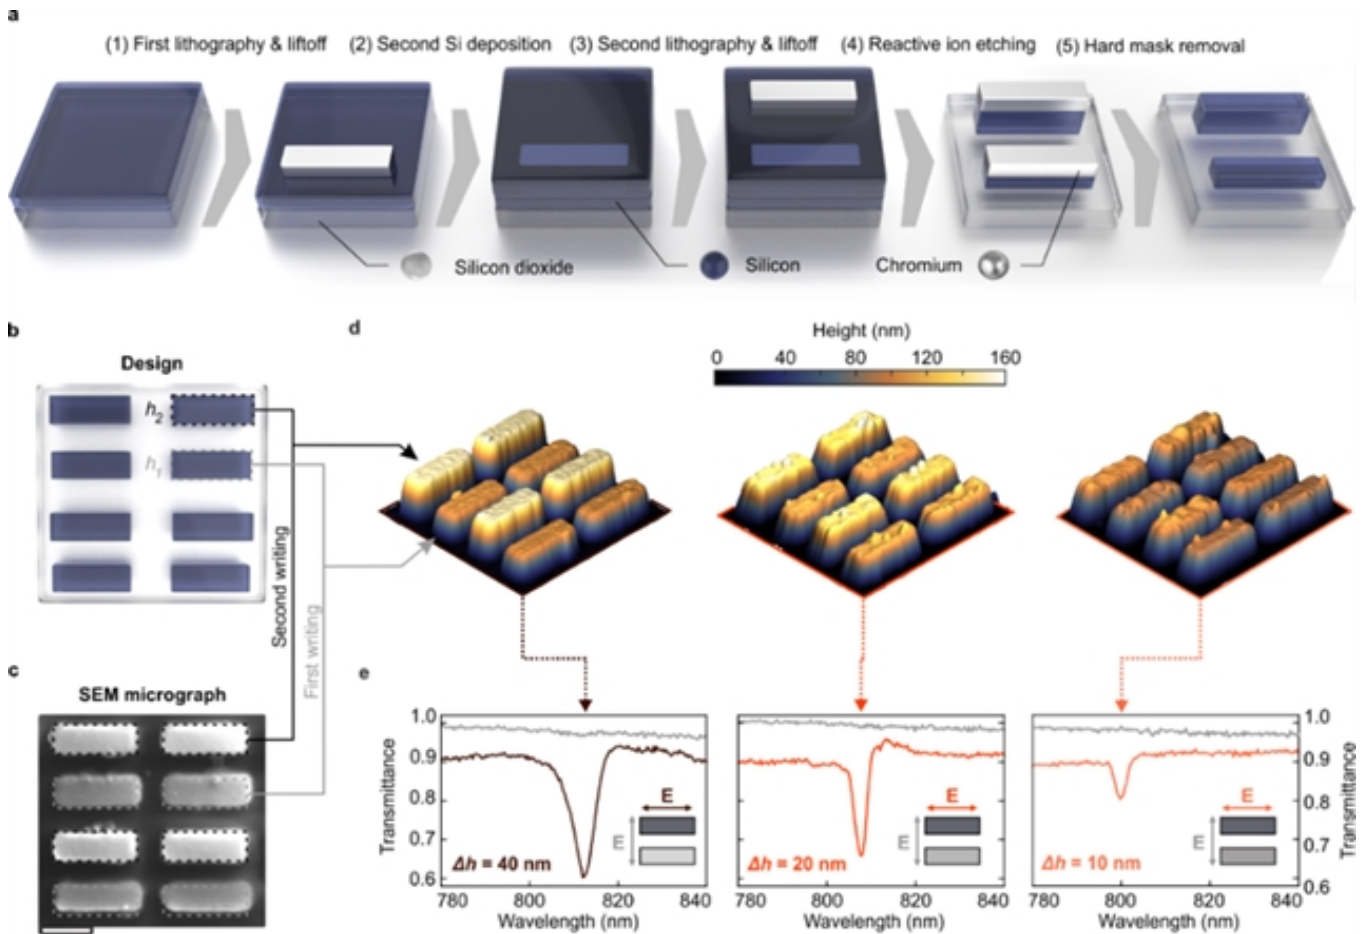 a
(1) First lithography & liftoff (2) Second Si deposition (3) Second lithography & liftoff (4) Reactive ion etching (5) Hard mask removal
Silicon dioxide
Silicon
Chromium
b
Design
h2
h1
Second writing
First writing
c
SEM micrograph
d
Height (nm)
0 40 80 120 160
e
Transmittance
1.0
0.9
0.8
0.7
0.6
E
E
Δh = 40 nm
780 800 820 840
Wavelength (nm)
E
E
Δh = 20 nm
780 800 820 840
Wavelength (nm)
E
E
Δh = 10 nm
780 800 820 840
Wavelength (nm)
1.0
0.9
0.8
0.7
0.6
Transmittance